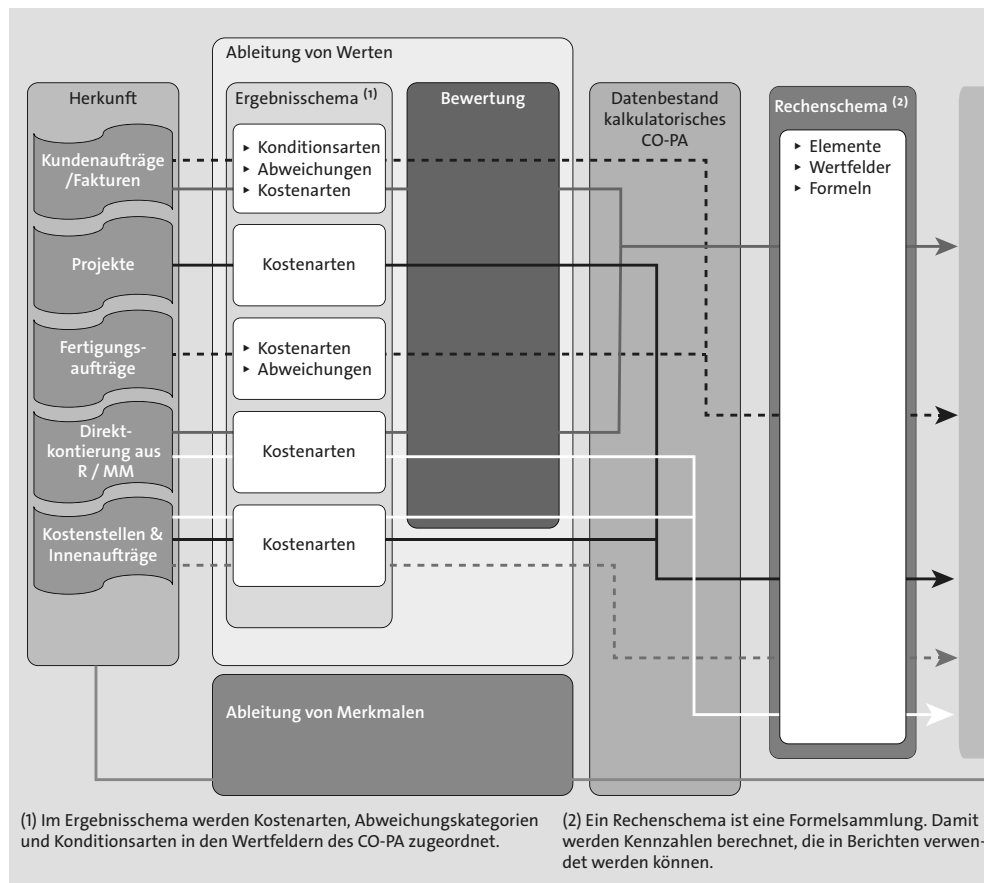 Ableitung von Werten
Herkunft
Kundenaufträge
/Fakturen
Projekte
Fertigungs-
aufträge
Direkt-
kontierung aus
R / MM
Kostenstellen &
Innenaufträge
Ergebnisschema (1)
▸ Konditionsarten
▸ Abweichungen
▸ Kostenarten
Kostenarten
▸ Kostenarten
▸ Abweichungen
Kostenarten
Kostenarten
Bewertung
Datenbestand
kalkulatorisches
CO-PA
Rechenschema (2)
▸ Elemente
▸ Wertfelder
▸ Formeln
Ableitung von Merkmalen
(1) Im Ergebnisschema werden Kostenarten, Abweichungskategorien
und Konditionsarten in den Wertfeldern des CO-PA zugeordnet.
(2) Ein Rechenschema ist eine Formelsammlung. Damit
werden Kennzahlen berechnet, die in Berichten verwen-
det werden können.